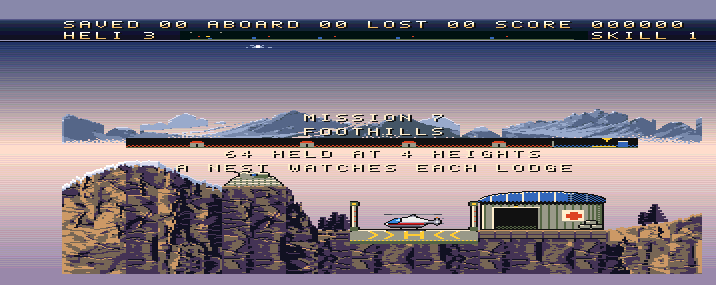 SAVED 00 ABOARD 00 LOST 00 SCORE 000000
HELI 3 SKILL 1
MISSION 7
FOOTHILLS
64 HELD AT 4 HEIGHTS
A NEST WATCHES EACH LODGE
H